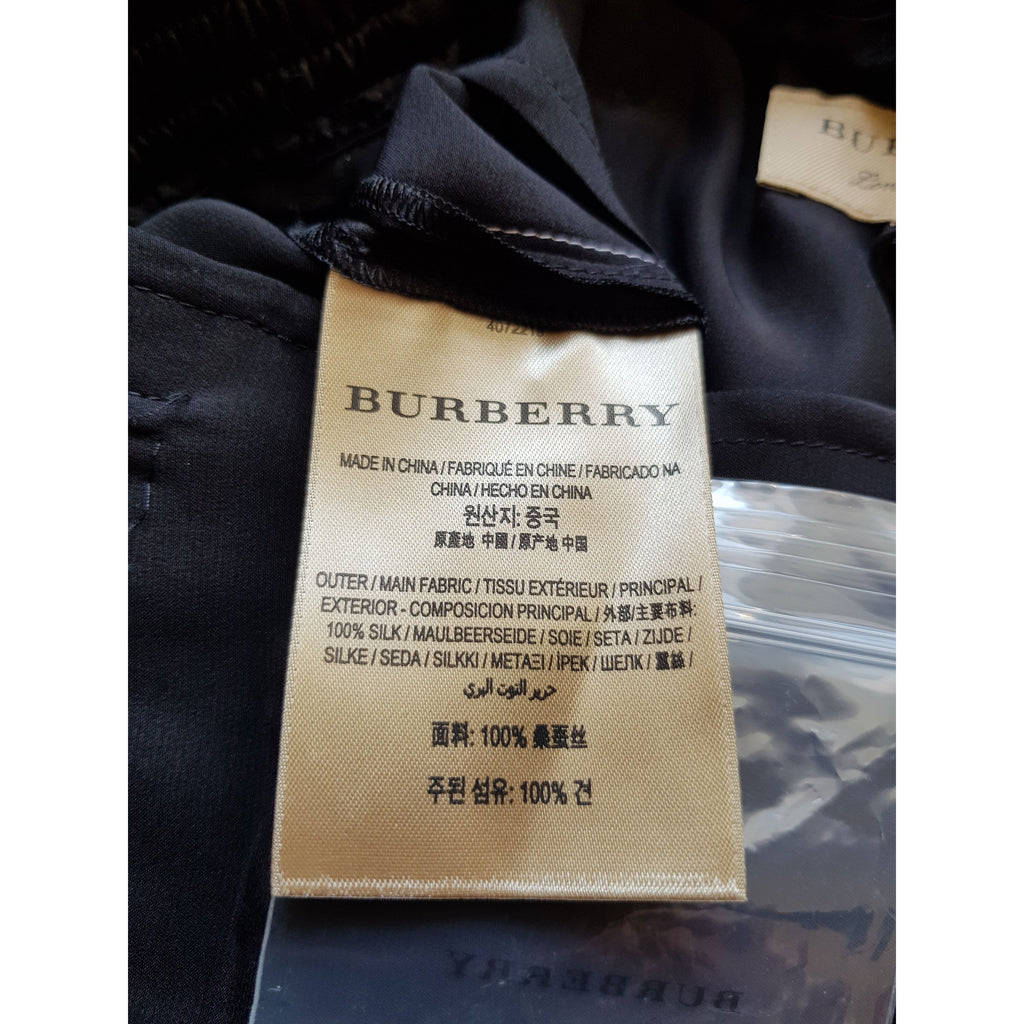 BURBERRY
MADE IN CHINA / FABRIQUÉ EN CHINE / FABRICADO NA
CHINA / HECHO EN CHINA
원산지: 중국
原產地 中國 / 原产地 中国
OUTER / MAIN FABRIC / TISSU EXTÉRIEUR / PRINCIPAL /
EXTERIOR - COMPOSICION PRINCIPAL / 外部/主要布料:
100% SILK / MAULBEERSEIDE / SOIE / SETA / ZIJDE /
SILKE / SEDA / SILKKI / ΜΕΤΑΞΙ / İPEK / ШЕЛК / 蠶絲 /
حرير التوت البري
面料: 100% 桑蚕丝
주된 섬유: 100% 견
BURBERRY
BURBERRY